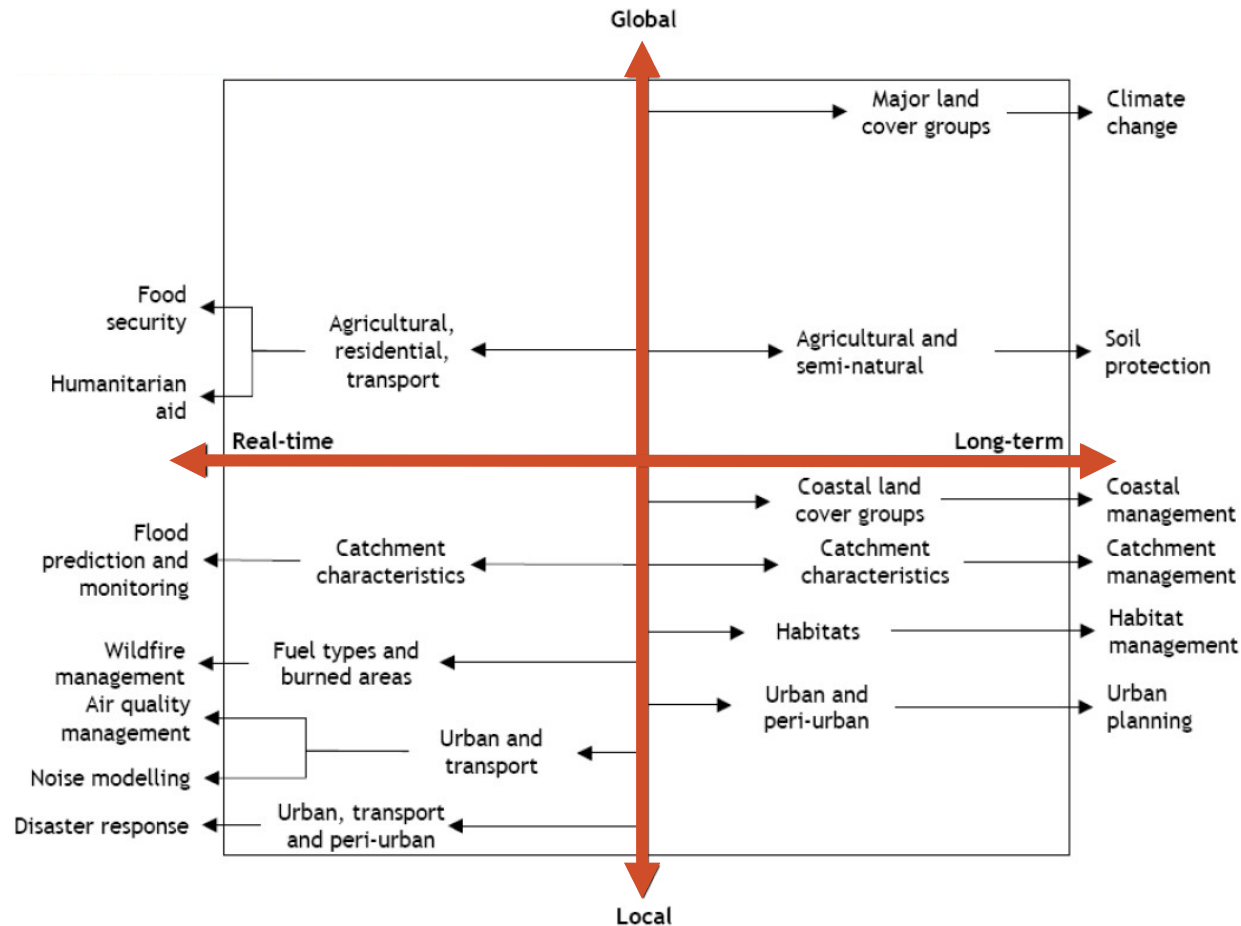 Global
Major land
cover groups
Climate
change
Food
security
Humanitarian
aid
Agricultural,
residential,
transport
Agricultural and
semi-natural
Soil
protection
Real-time
Long-term
Coastal land
cover groups
Coastal
management
Flood
prediction and
monitoring
Catchment
characteristics
Catchment
characteristics
Catchment
management
Habitats
Habitat
management
Wildfire
management
Fuel types and
burned areas
Urban and
peri-urban
Urban
planning
Air quality
management
Noise modelling
Urban and
transport
Disaster response
Urban, transport
and peri-urban
Local